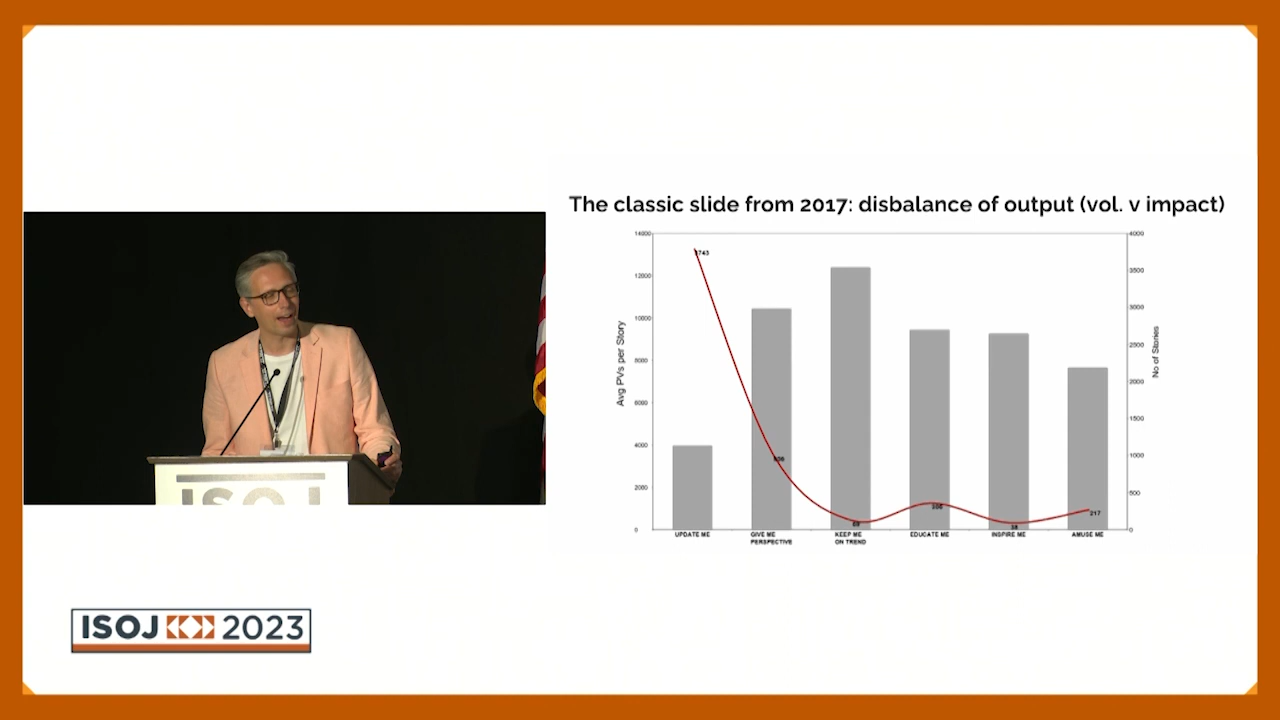 The classic slide from 2017: disbalance of output (vol. v impact)
14000
12000
10000
8000
6000
4000
2000
0
Avg PVs per Story
4000
3500
3000
2500
2000
1500
1000
500
0
No of Stories
3743
217
UPDATE ME
GIVE ME
PERSPECTIVE
KEEP ME
ON TREND
EDUCATE ME
INSPIRE ME
AMUSE ME
ISOJ
ISOJ 2023